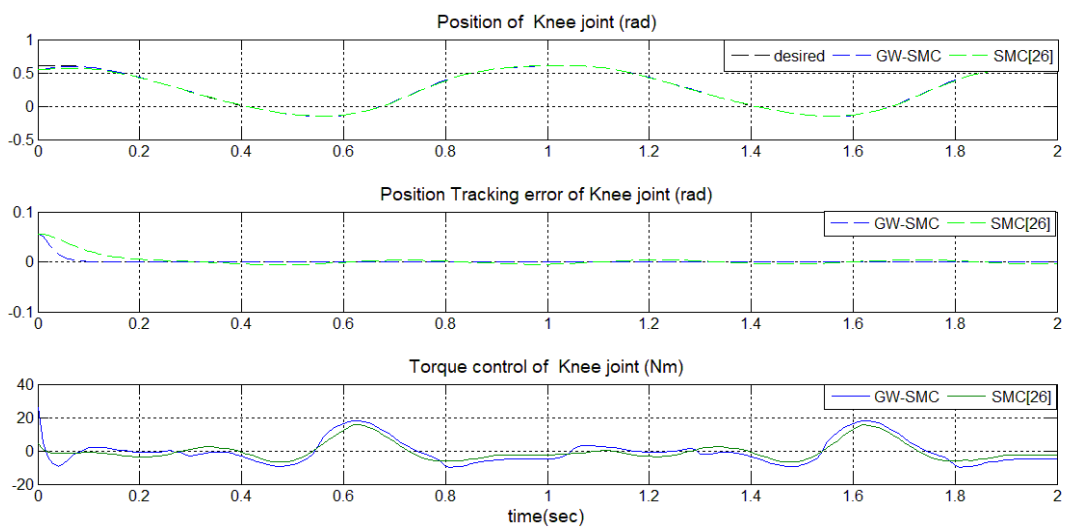 Position of Knee joint (rad)
1
0.5
0
-0.5
desired GW-SMC SMC[26]
0 0.2 0.4 0.6 0.8 1 1.2 1.4 1.6 1.8 2
Position Tracking error of Knee joint (rad)
0.1
0
-0.1
GW-SMC SMC[26]
0 0.2 0.4 0.6 0.8 1 1.2 1.4 1.6 1.8 2
Torque control of Knee joint (Nm)
40
20
0
-20
GW-SMC SMC[26]
0 0.2 0.4 0.6 0.8 1 1.2 1.4 1.6 1.8 2
time(sec)